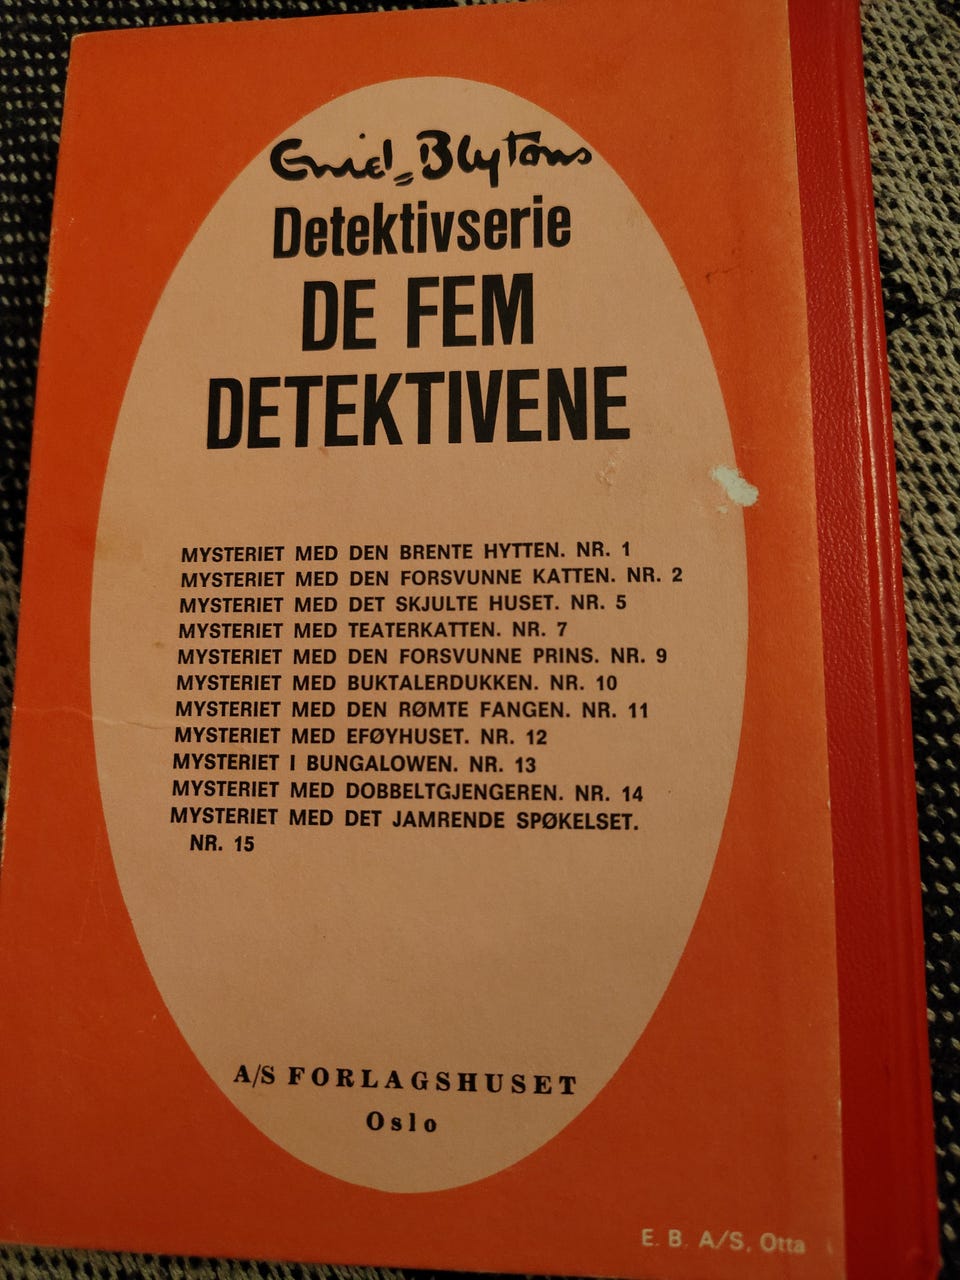 Enid Blytons
Detektivserie
DE FEM
DETEKTIVENE
MYSTERIET MED DEN BRENTE HYTTEN. NR. 1
MYSTERIET MED DEN FORSVUNNE KATTEN. NR. 2
MYSTERIET MED DET SKJULTE HUSET. NR. 5
MYSTERIET MED TEATERKATTEN. NR. 7
MYSTERIET MED DEN FORSVUNNE PRINS. NR. 9
MYSTERIET MED BUKTALERDUKKEN. NR. 10
MYSTERIET MED DEN RØMTE FANGEN. NR. 11
MYSTERIET MED EFØYHUSET. NR. 12
MYSTERIET I BUNGALOWEN. NR. 13
MYSTERIET MED DOBBELTGJENGEREN. NR. 14
MYSTERIET MED DET JAMRENDE SPØKELSET.
NR. 15
A/S FORLAGSHUSET
Oslo
E. B. A/S, Otta